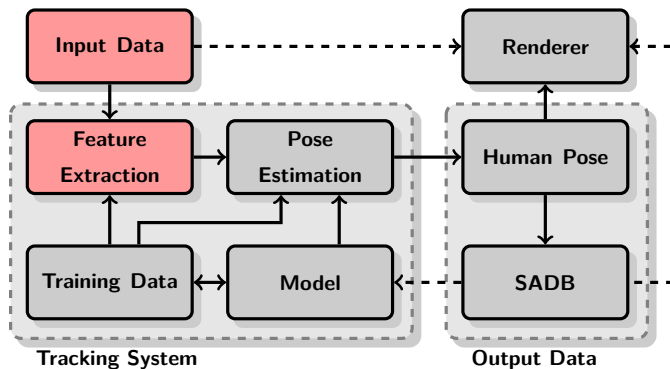 Input Data
Renderer
Feature
Extraction
Pose
Estimation
Human Pose
Training Data
Model
SADB
Tracking System
Output Data